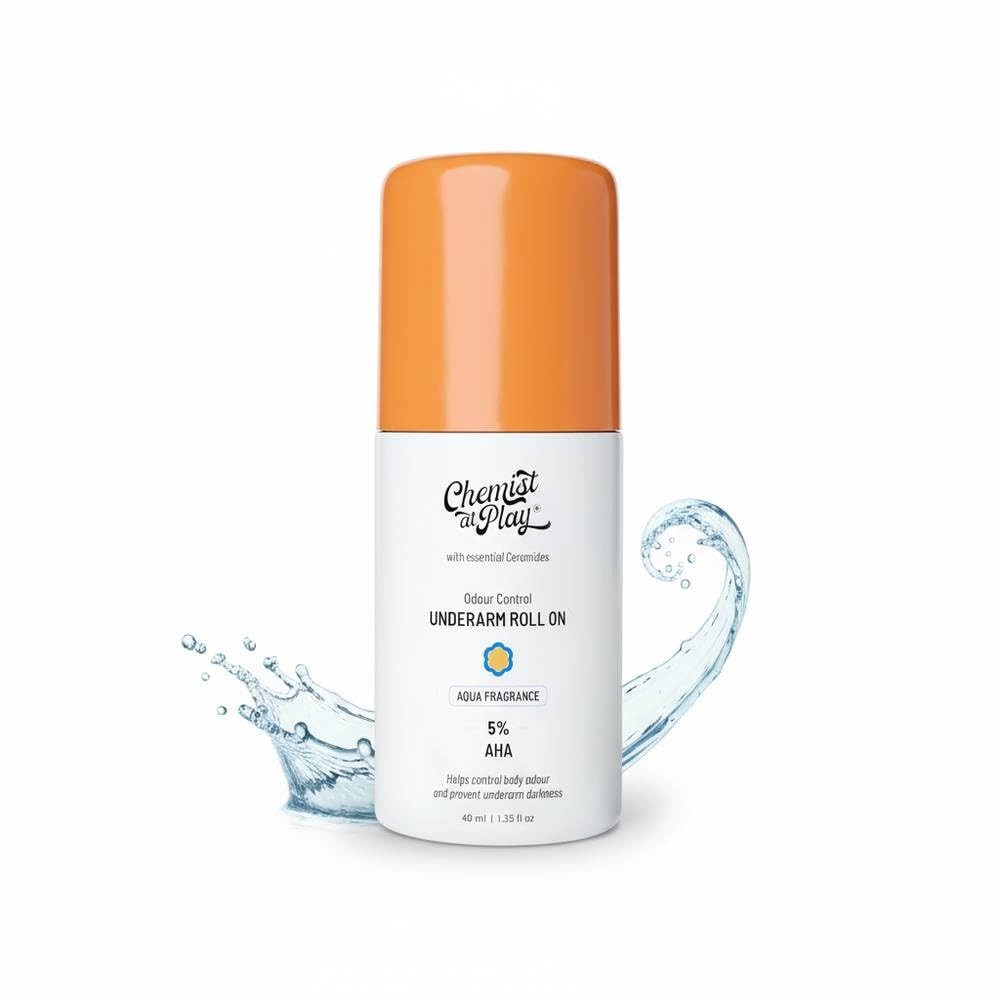 Chemist
at Play
with essential Ceramides
Odour Control
UNDERARM ROLL ON
AQUA FRAGRANCE
5%
AHA
Helps control body odour
and prevent underarm darkness
40 ml | 1.35 fl oz